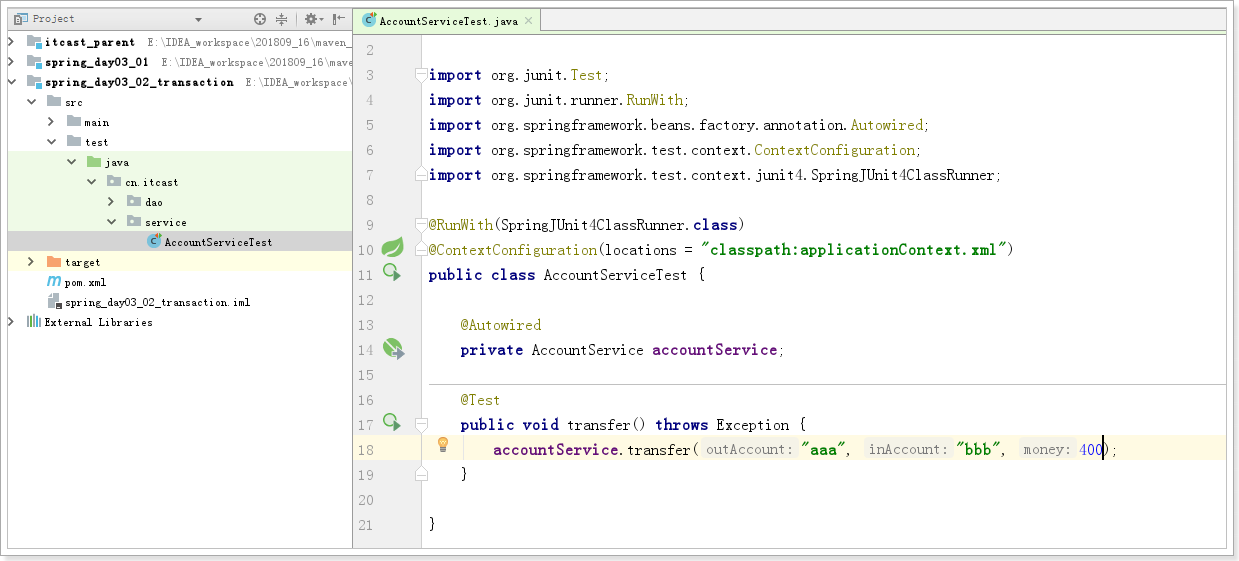 Project
AccountServiceTest.java
itcast_parent E:\IDEA_workspace\201809_16\maven_
spring_day03_01 E:\IDEA_workspace\201809_16\mave
spring_day03_02_transaction E:\IDEA_workspace\
src
main
test
java
cn.itcast
dao
service
AccountServiceTest
target
pom.xml
spring_day03_02_transaction.iml
External Libraries
2
3 import org.junit.Test;
4 import org.junit.runner.RunWith;
5 import org.springframework.beans.factory.annotation.Autowired;
6 import org.springframework.test.context.ContextConfiguration;
7 import org.springframework.test.context.junit4.SpringJUnit4ClassRunner;
8
9 @RunWith(SpringJUnit4ClassRunner.class)
10 @ContextConfiguration(locations = "classpath:applicationContext.xml")
11 public class AccountServiceTest {
12
13 @Autowired
14 private AccountService accountService;
15
16 @Test
17 public void transfer() throws Exception {
18 accountService.transfer( outAccount: "aaa", inAccount: "bbb", money: 400);
19 }
20
21 }